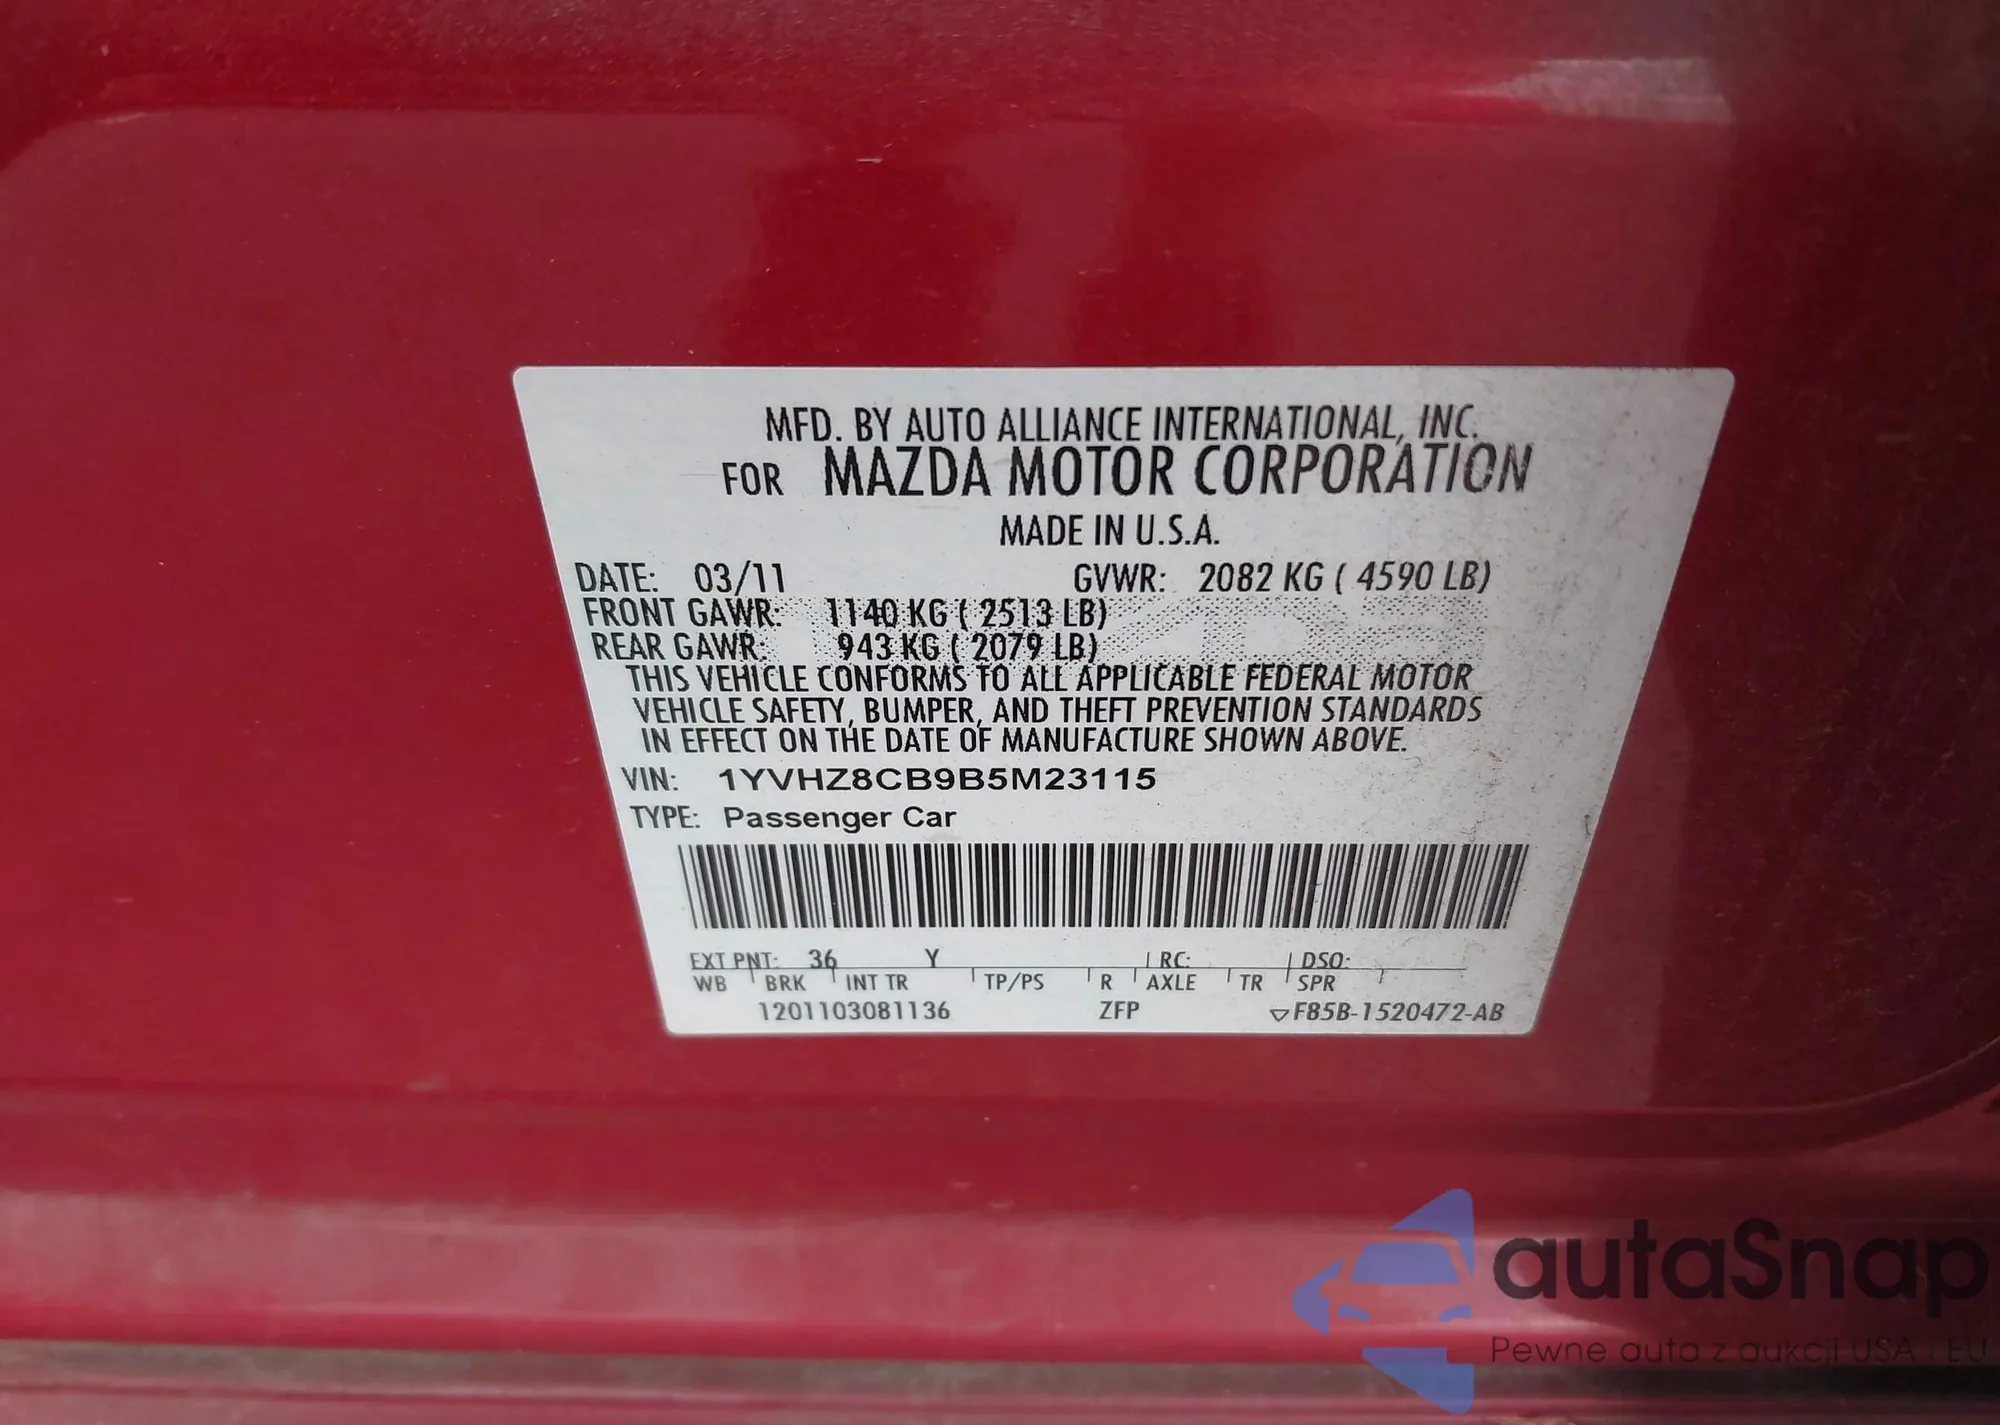 MFD. BY AUTO ALLIANCE INTERNATIONAL, INC.
FOR MAZDA MOTOR CORPORATION
MADE IN U.S.A.
DATE: 03/11 GVWR: 2082 KG ( 4590 LB)
FRONT GAWR: 1140 KG ( 2513 LB)
REAR GAWR: 943 KG ( 2079 LB)
THIS VEHICLE CONFORMS TO ALL APPLICABLE FEDERAL MOTOR
VEHICLE SAFETY, BUMPER, AND THEFT PREVENTION STANDARDS
IN EFFECT ON THE DATE OF MANUFACTURE SHOWN ABOVE.
VIN: 1YVHZ8CB9B5M23115
TYPE: Passenger Car
EXT PNT: 36 Y RC: DSO:
WB BRK INT TR TP/PS R AXLE TR SPR
1201103081136 ZFP ▽F85B-1520472-AB
autaSnap
Pewne auta z aukcji USA i EU